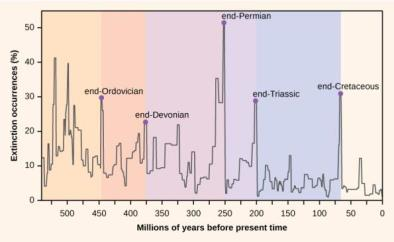 end-Permian
50
Extinction occurrences (%)
40
end-Ordovician
end-Cretaceous
30
end-Triassic
end-Devonian
20
10
0
500 450 400 350 300 250 200 150 100 50 0
Millions of years before present time